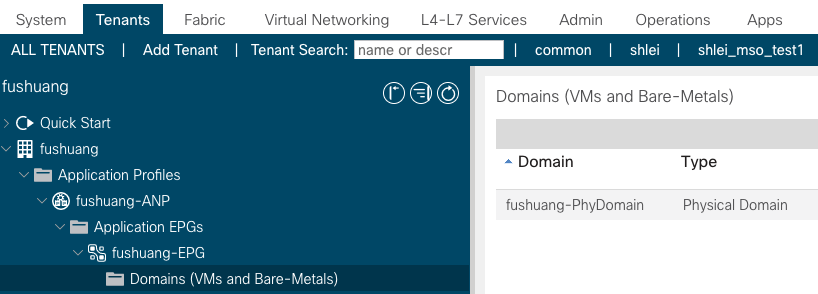 System Tenants Fabric Virtual Networking L4-L7 Services Admin Operations Apps
ALL TENANTS | Add Tenant | Tenant Search: name or descr | common | shlei | shlei_mso_test1
fushuang
Quick Start
fushuang
Application Profiles
fushuang-ANP
Application EPGs
fushuang-EPG
Domains (VMs and Bare-Metals)
Domains (VMs and Bare-Metals)
Domain Type
fushuang-PhyDomain Physical Domain